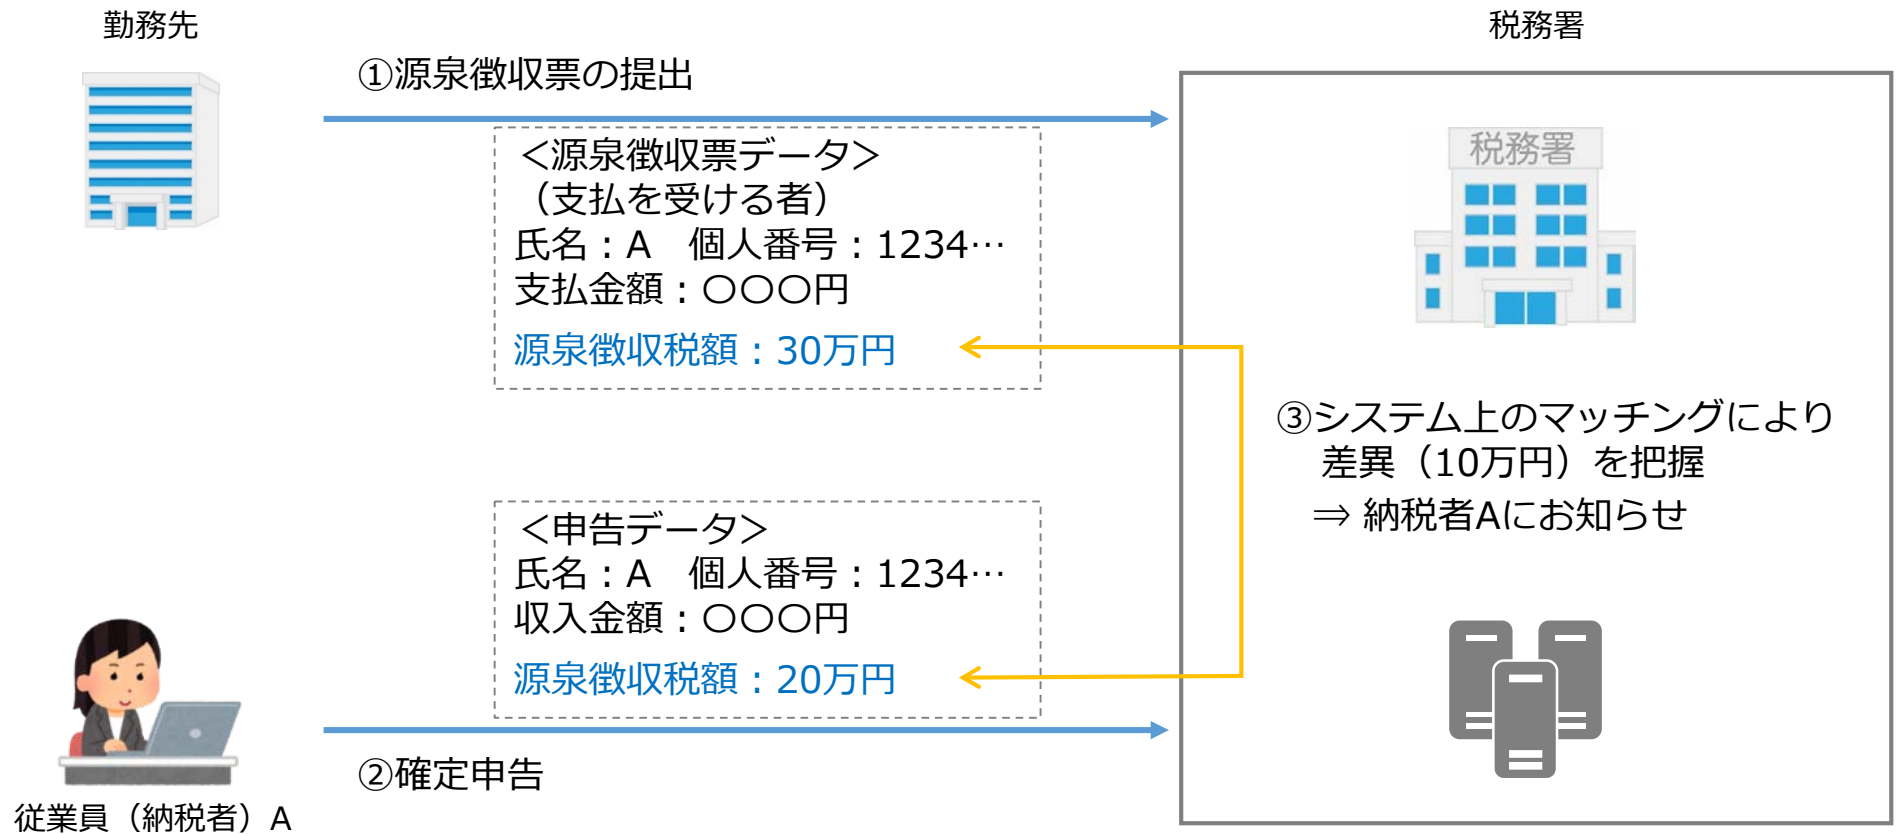 勤務先
税務署
①源泉徴収票の提出
＜源泉徴収票データ＞
（支払を受ける者）
氏名：A　個人番号：1234…
支払金額：〇〇〇円
源泉徴収税額：30万円
税務署
③システム上のマッチングにより
差異（10万円）を把握
⇒ 納税者Aにお知らせ
＜申告データ＞
氏名：A　個人番号：1234…
収入金額：〇〇〇円
源泉徴収税額：20万円
②確定申告
従業員（納税者）A